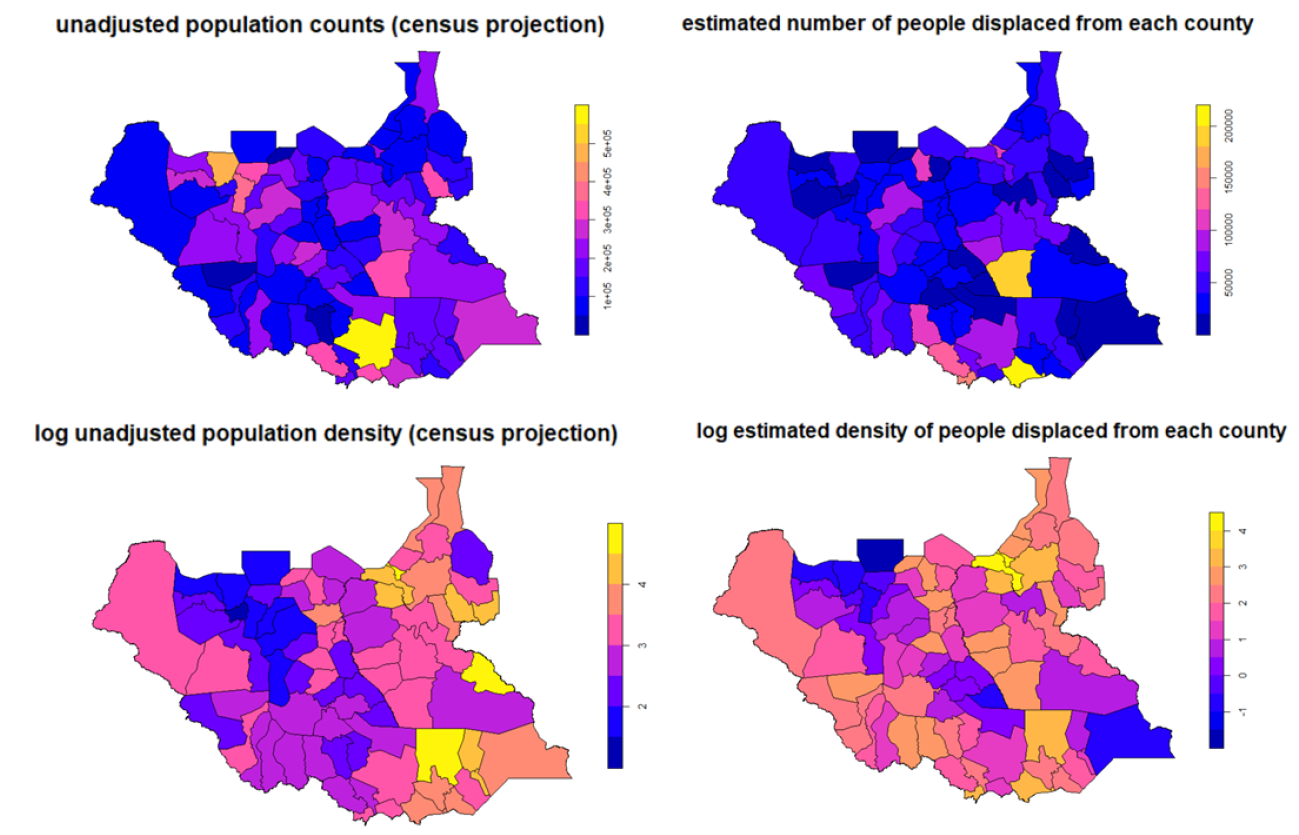 unadjusted population counts (census projection)
estimated number of people displaced from each county
5e+05
4e+05
3e+05
2e+05
1e+05
200000
150000
100000
50000
log unadjusted population density (census projection)
log estimated density of people displaced from each county
4
3
2
4
3
2
1
0
-1